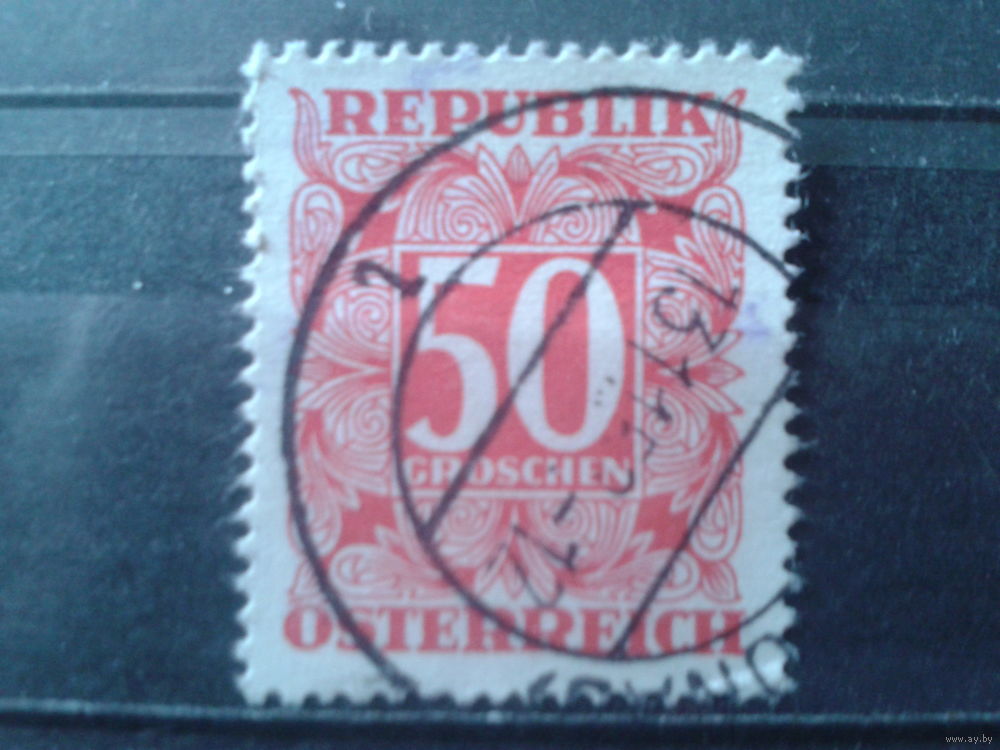 REPUBLIK
50
GROSCHEN
ÖSTERREICH
www.ay.by